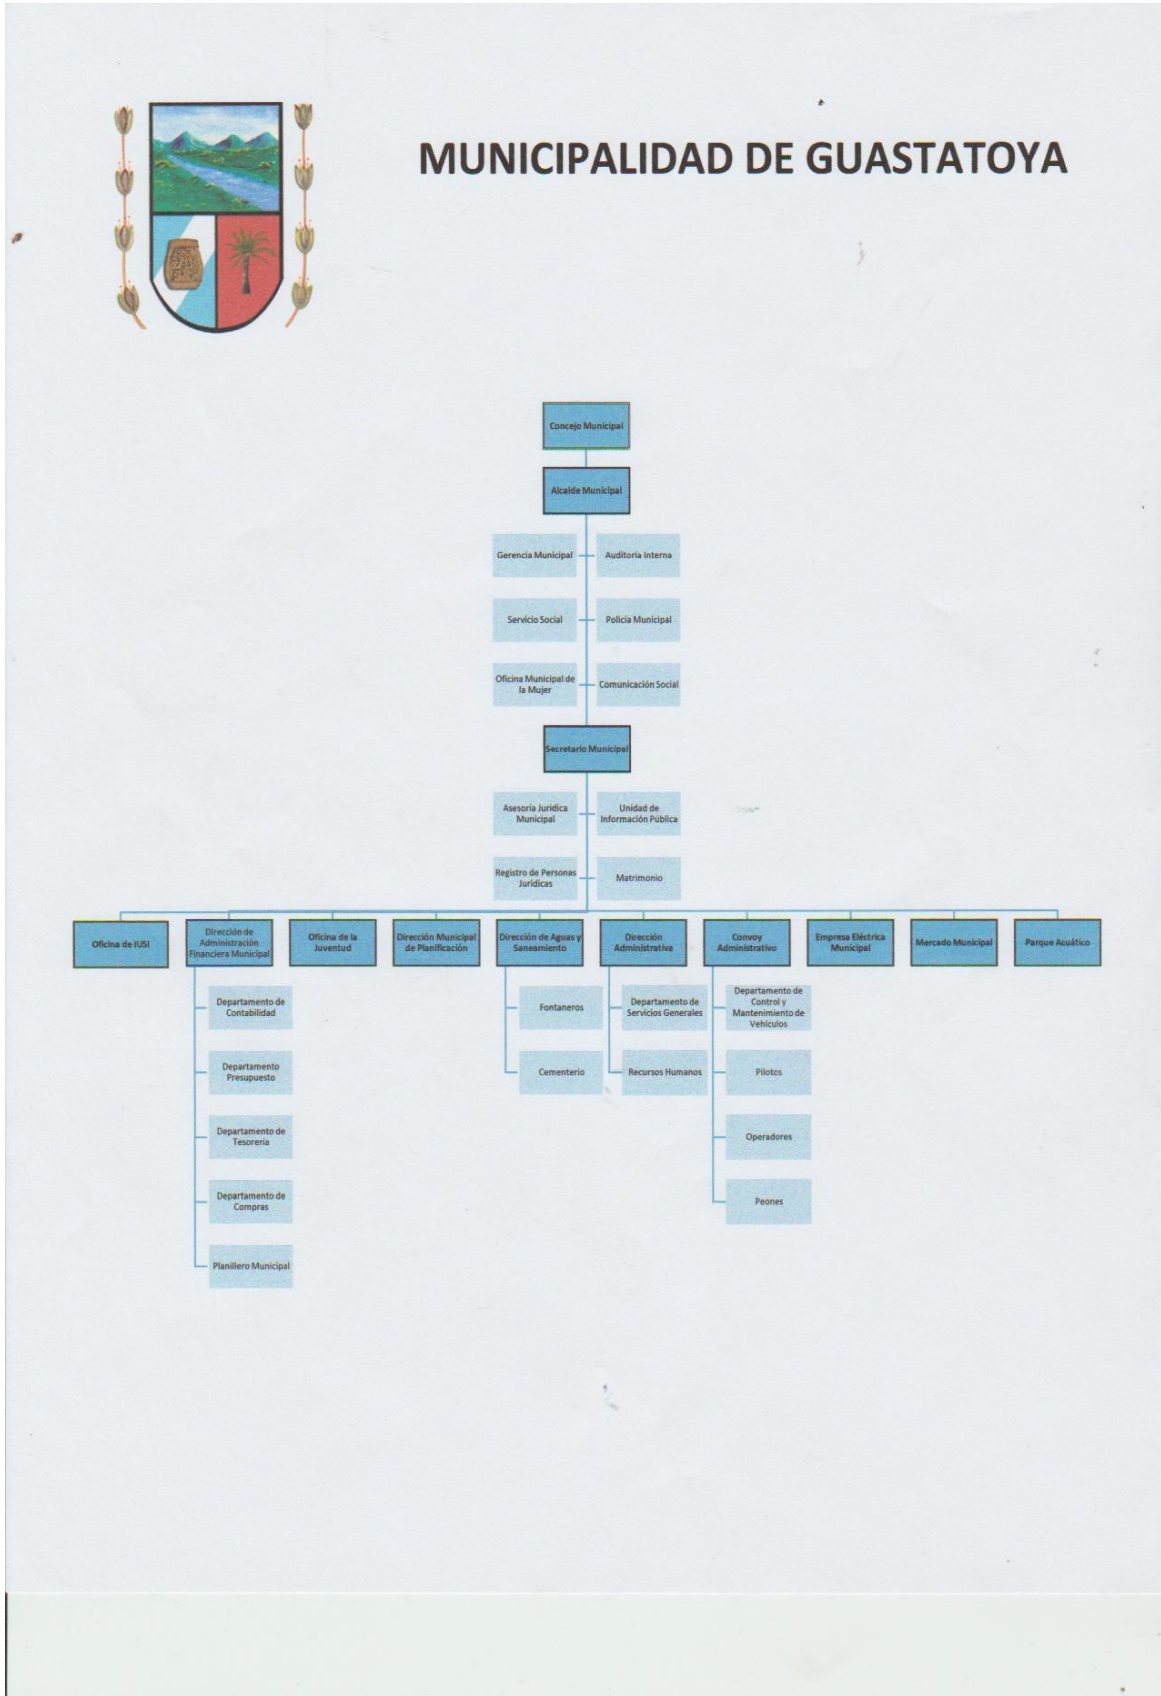 MUNICIPALIDAD DE GUASTATOYA
Concejo Municipal
Alcalde Municipal
Gerencia Municipal
Auditoría Interna
Servicio Social
Policía Municipal
Oficina Municipal de
la Mujer
Comunicación Social
Secretario Municipal
Asesoría Jurídica
Municipal
Unidad de
Información Pública
Registro de Personas
Jurídicas
Matrimonio
Oficina de IUSI
Dirección de
Administración
Financiera Municipal
Oficina de la
Juventud
Dirección Municipal
de Planificación
Dirección de Aguas y
Saneamiento
Dirección
Administrativa
Convoy
Administrativo
Empresa Eléctrica
Municipal
Mercado Municipal
Parque Acuático
Departamento de
Contabilidad
Departamento
Presupuesto
Departamento de
Tesorería
Departamento de
Compras
Planillero Municipal
Fontaneros
Cementerio
Departamento de
Servicios Generales
Recursos Humanos
Departamento de
Control y
Mantenimiento de
Vehículos
Pilotos
Operadores
Peones